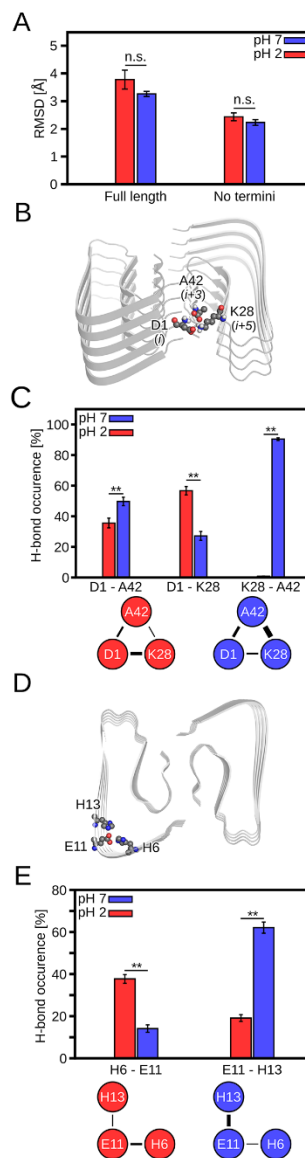 A
pH 7
pH 2
n.s.
n.s.
RMSD [Å]
5
4
3
2
1
0
Full length
No termini
B
A42
(i+3)
K28
(i+5)
D1
(i)
C
pH 7
pH 2
**
**
**
H-bond occurence [%]
100
80
60
40
20
0
D1 - A42
D1 - K28
K28 - A42
A42
D1
K28
A42
D1
K28
D
H13
E11
H6
E
pH 7
pH 2
**
**
H-bond occurence [%]
80
60
40
20
0
H6 - E11
E11 - H13
H13
E11
H6
H13
E11
H6